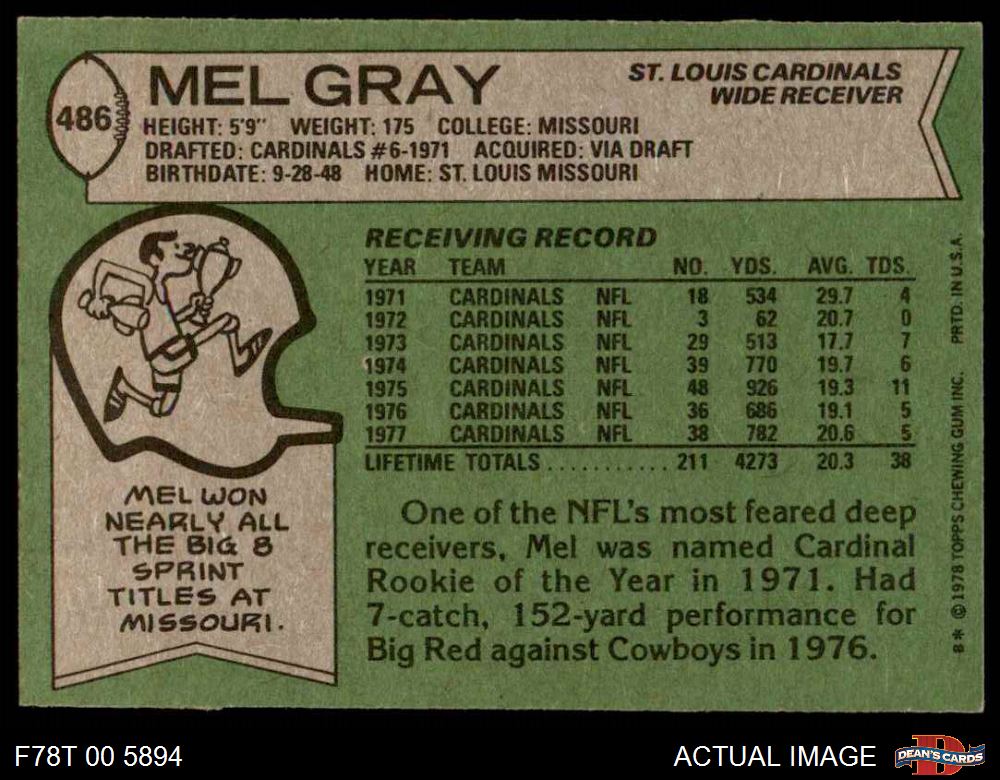 486
MEL GRAY
ST. LOUIS CARDINALS
WIDE RECEIVER
HEIGHT: 5'9" WEIGHT: 175 COLLEGE: MISSOURI
DRAFTED: CARDINALS #6-1971 ACQUIRED: VIA DRAFT
BIRTHDATE: 9-28-48 HOME: ST. LOUIS MISSOURI
RECEIVING RECORD
YEAR TEAM NO. YDS. AVG. TDS.
1971 CARDINALS NFL 18 534 29.7 4
1972 CARDINALS NFL 3 62 20.7 0
1973 CARDINALS NFL 29 513 17.7 7
1974 CARDINALS NFL 39 770 19.7 6
1975 CARDINALS NFL 48 926 19.3 11
1976 CARDINALS NFL 36 686 19.1 5
1977 CARDINALS NFL 38 782 20.6 5
LIFETIME TOTALS........... 211 4273 20.3 38
MEL WON
NEARLY ALL
THE BIG 8
SPRINT
TITLES AT
MISSOURI.
One of the NFL's most feared deep
receivers, Mel was named Cardinal
Rookie of the Year in 1971. Had
7-catch, 152-yard performance for
Big Red against Cowboys in 1976.
8* © 1978 TOPPS CHEWING GUM INC. PRTD. IN U.S.A.
F78T 00 5894
ACTUAL IMAGE
D
DEAN'S CARDS